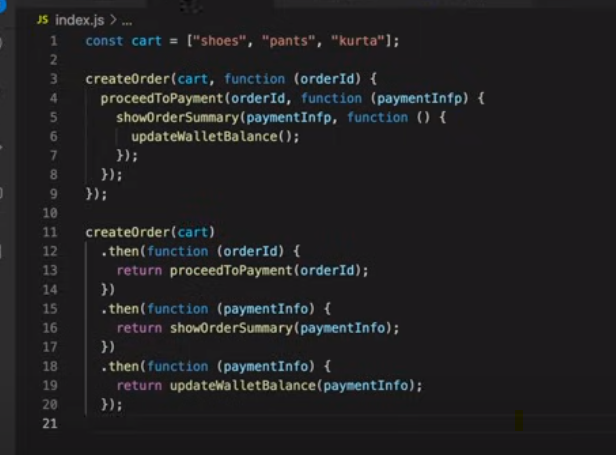 JS index.js > ...
1 const cart = ["shoes", "pants", "kurta"];
2
3 createOrder(cart, function (orderId) {
4   proceedToPayment(orderId, function (paymentInfp) {
5     showOrderSummary(paymentInfp, function () {
6       updateWalletBalance();
7     });
8   });
9 });
10
11 createOrder(cart)
12   .then(function (orderId) {
13     return proceedToPayment(orderId);
14   })
15   .then(function (paymentInfo) {
16     return showOrderSummary(paymentInfo);
17   })
18   .then(function (paymentInfo) {
19     return updateWalletBalance(paymentInfo);
20   });
21